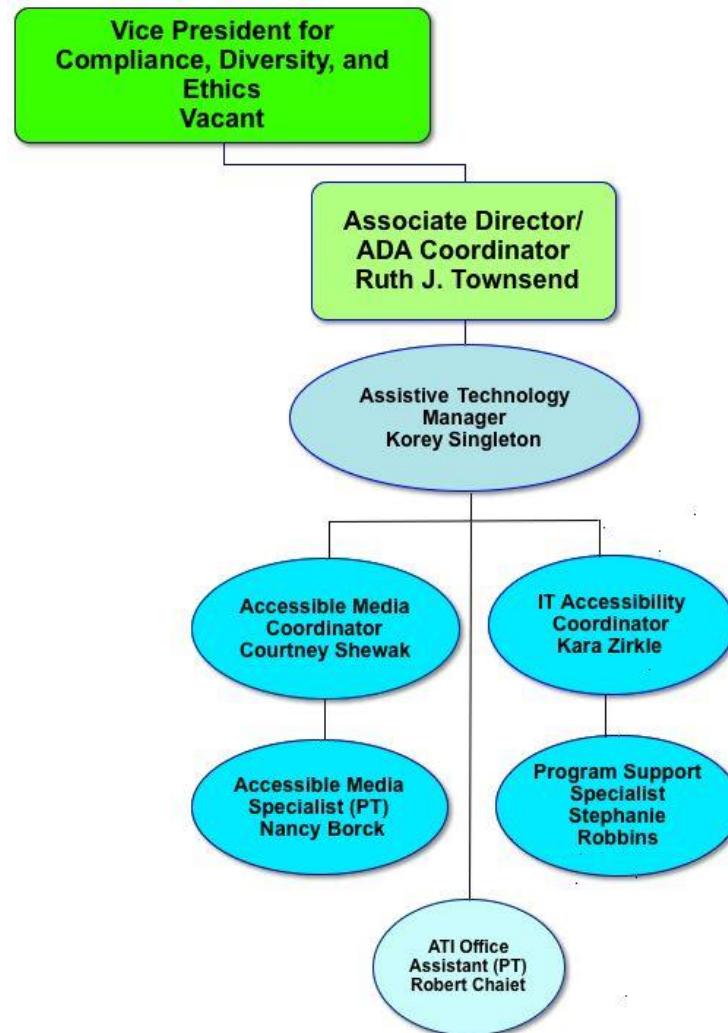 Vice President for
Compliance, Diversity, and
Ethics
Vacant
Associate Director/
ADA Coordinator
Ruth J. Townsend
Assistive Technology
Manager
Korey Singleton
Accessible Media
Coordinator
Courtney Shewak
IT Accessibility
Coordinator
Kara Zirkle
Accessible Media
Specialist (PT)
Nancy Borck
Program Support
Specialist
Stephanie
Robbins
ATI Office
Assistant (PT)
Robert Chaiet